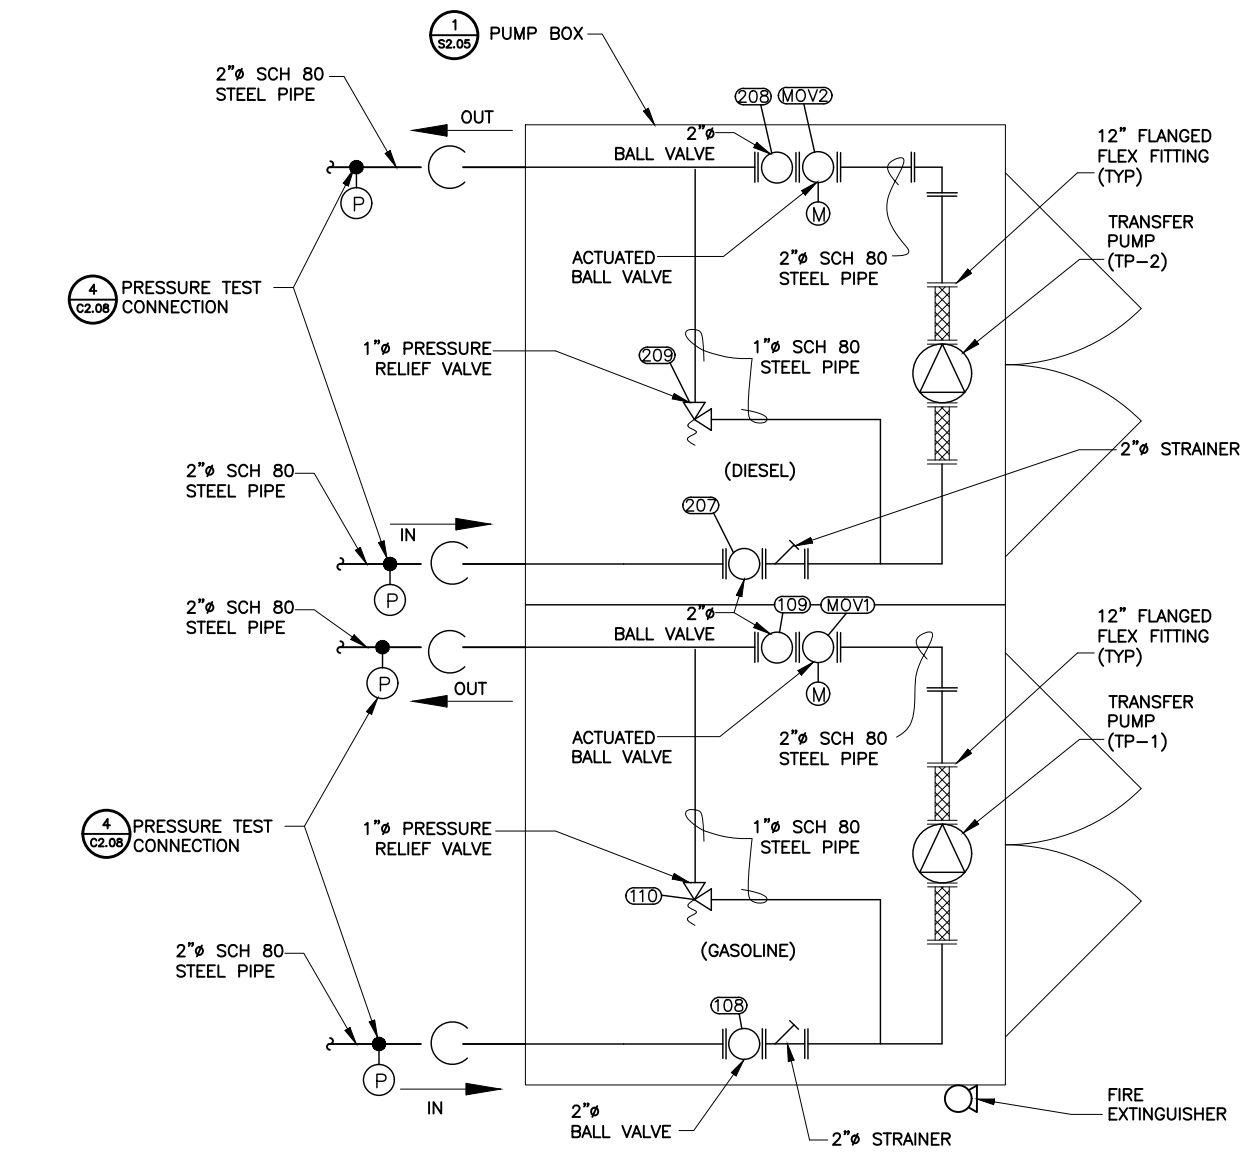 1
S2.05
PUMP BOX
2"ø SCH 80
STEEL PIPE
OUT
208
MOV2
2"ø
BALL VALVE
12" FLANGED
FLEX FITTING
(TYP)
P
M
TRANSFER
PUMP
(TP-2)
ACTUATED
BALL VALVE
2"ø SCH 80
STEEL PIPE
4
C2.08
PRESSURE TEST
CONNECTION
1"ø PRESSURE
RELIEF VALVE
209
1"ø SCH 80
STEEL PIPE
2"ø STRAINER
(DIESEL)
2"ø SCH 80
STEEL PIPE
207
IN
P
2"ø SCH 80
STEEL PIPE
2"ø
BALL VALVE
109
MOV1
12" FLANGED
FLEX FITTING
(TYP)
P
OUT
M
TRANSFER
PUMP
(TP-1)
ACTUATED
BALL VALVE
2"ø SCH 80
STEEL PIPE
4
C2.08
PRESSURE TEST
CONNECTION
1"ø PRESSURE
RELIEF VALVE
1"ø SCH 80
STEEL PIPE
110
(GASOLINE)
2"ø SCH 80
STEEL PIPE
108
P
IN
2"ø
BALL VALVE
2"ø STRAINER
FIRE
EXTINGUISHER